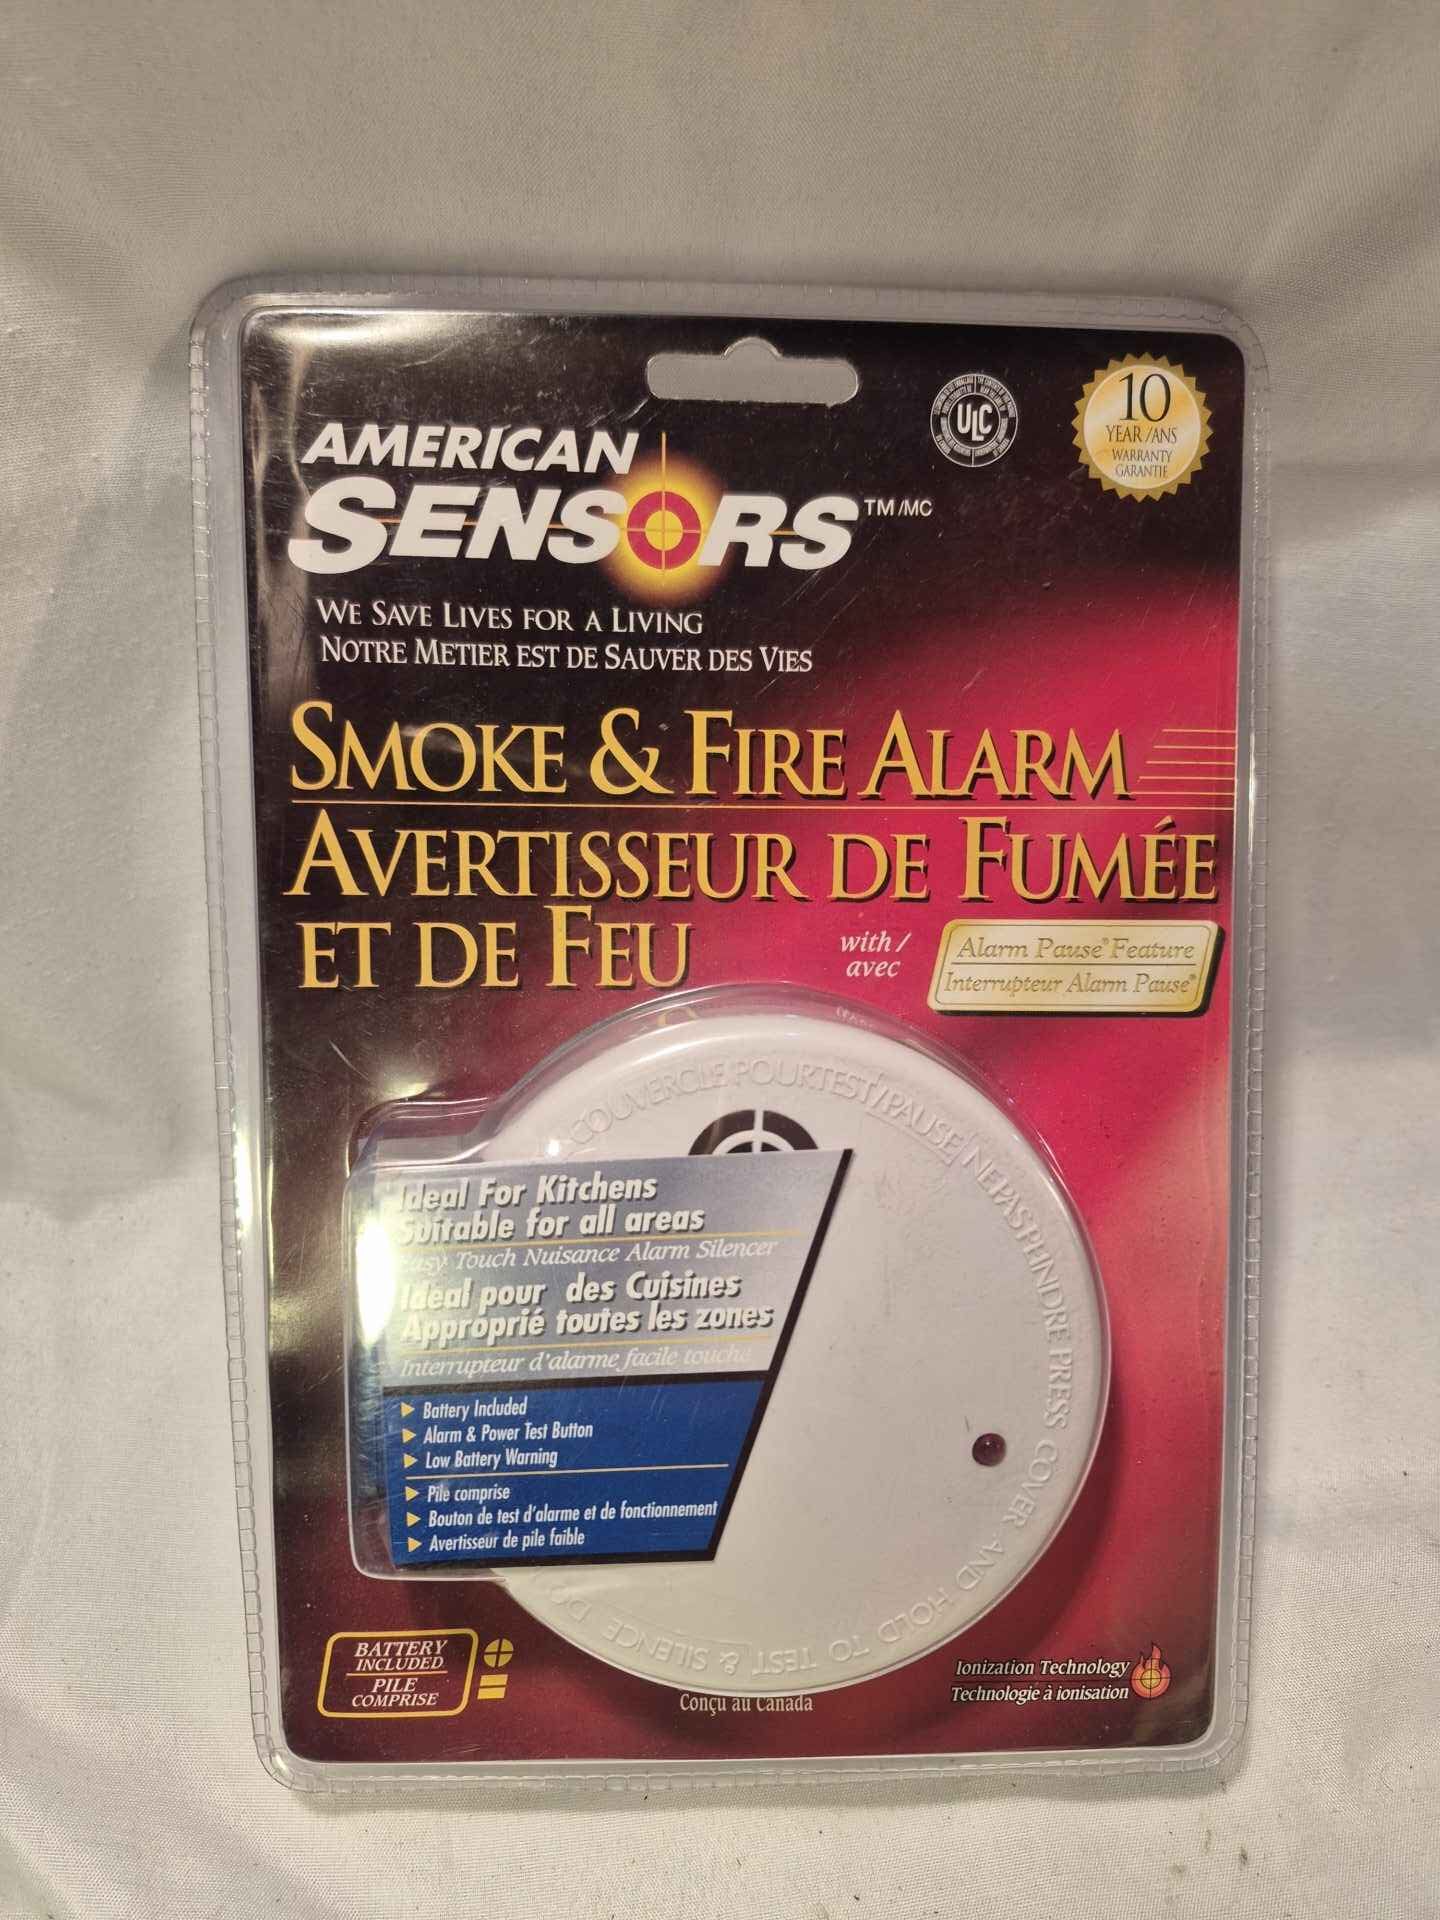 AMERICAN
SENSORS TM/MC
WE SAVE LIVES FOR A LIVING
NOTRE METIER EST DE SAUVER DES VIES
ULC
10
YEAR/ANS
WARRANTY
GARANTIE
SMOKE & FIRE ALARM
AVERTISSEUR DE FUMÉE
ET DE FEU
with /
avec
Alarm Pause® Feature
Interrupteur Alarm Pause®
COUVERCLE POUR TEST/PAUSE NE PAS PEINDRE PRESS COVER AND HOLD TO TEST & SILENCE
Ideal For Kitchens
Suitable for all areas
Easy Touch Nuisance Alarm Silencer
Ideal pour des Cuisines
Approprié toutes les zones
Interrupteur d'alarme facile touche
Battery Included
Alarm & Power Test Button
Low Battery Warning
Pile comprise
Bouton de test d'alarme et de fonctionnement
Avertisseur de pile faible
BATTERY
INCLUDED
PILE
COMPRISE
Conçu au Canada
Ionization Technology
Technologie à ionisation